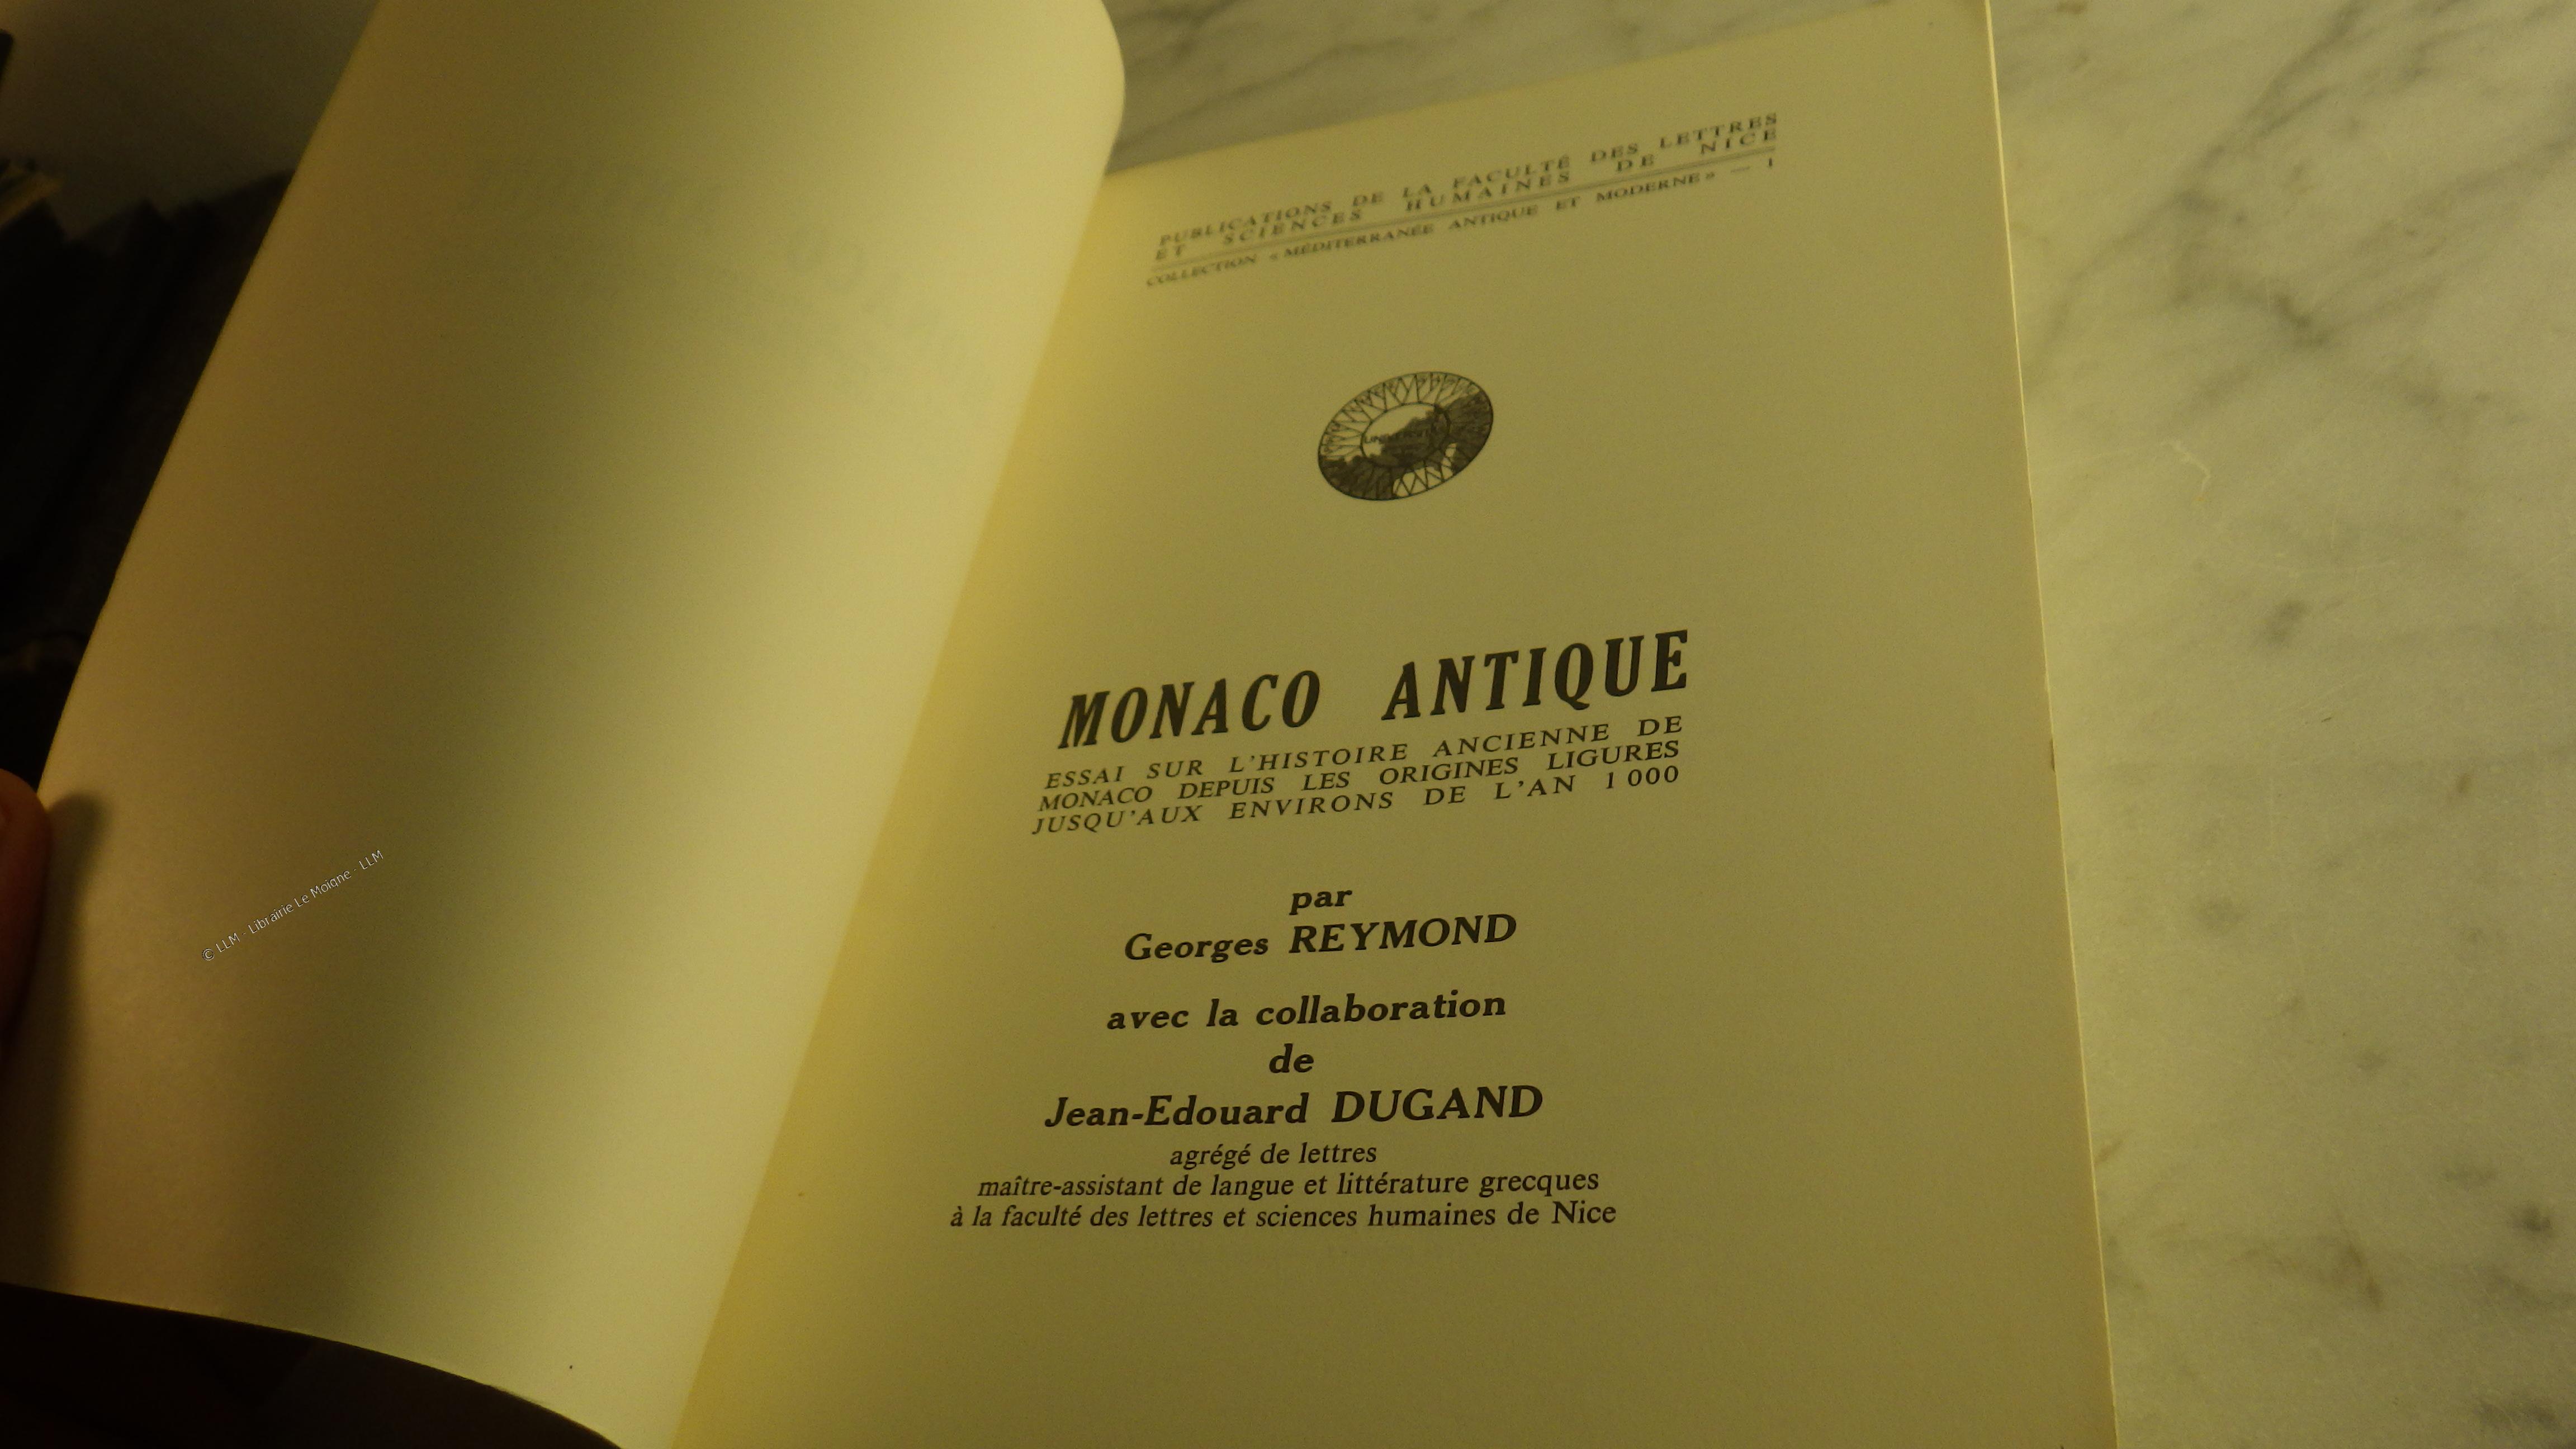 PUBLICATIONS DE LA FACULTÉ DES LETTRES
ET SCIENCES HUMAINES DE NICE
COLLECTION « MÉDITERRANÉE ANTIQUE ET MODERNE » — 1
MONACO ANTIQUE
ESSAI SUR L'HISTOIRE ANCIENNE DE
MONACO DEPUIS LES ORIGINES LIGURES
JUSQU'AUX ENVIRONS DE L'AN 1 000
par
Georges REYMOND
avec la collaboration
de
Jean-Edouard DUGAND
agrégé de lettres
maître-assistant de langue et littérature grecques
à la faculté des lettres et sciences humaines de Nice
© LLM - Librairie Le Moigne - LLM